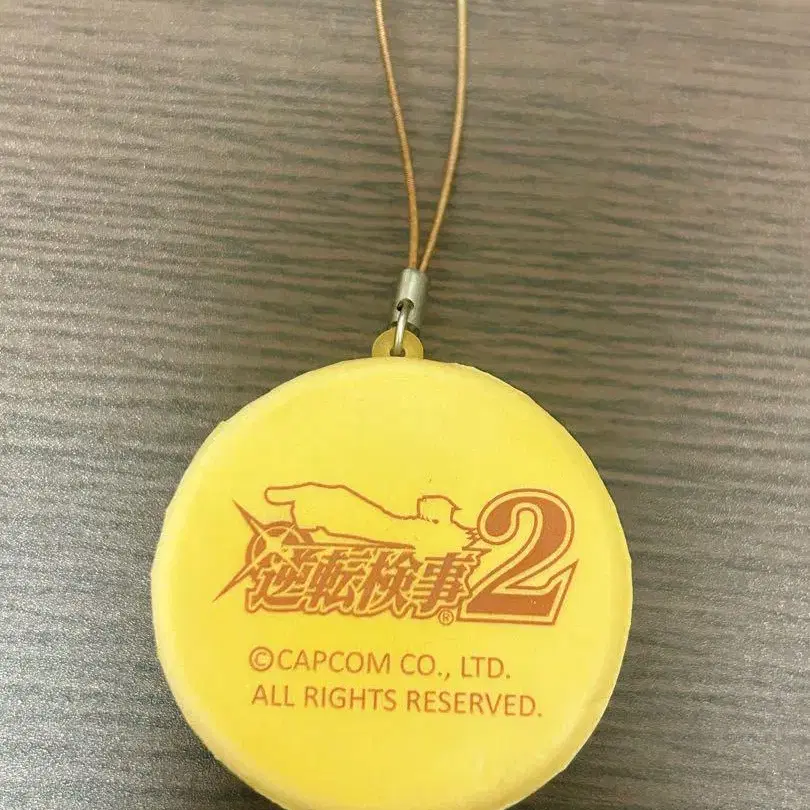 逆転検事2®
©CAPCOM CO., LTD.
ALL RIGHTS RESERVED.